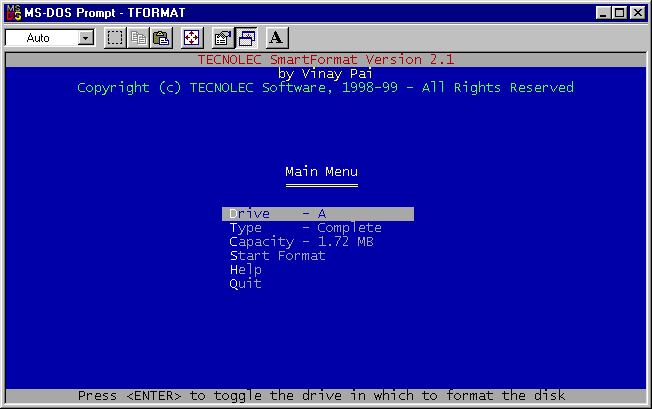 MS-DOS Prompt - TFORMAT
Auto
A
TECNOLEC SmartFormat Version 2.1
by Vinay Pai
Copyright (c) TECNOLEC Software, 1998-99 - All Rights Reserved
Main Menu
Drive - A
Type - Complete
Capacity - 1.72 MB
Start Format
Help
Quit
Press <ENTER> to toggle the drive in which to format the disk